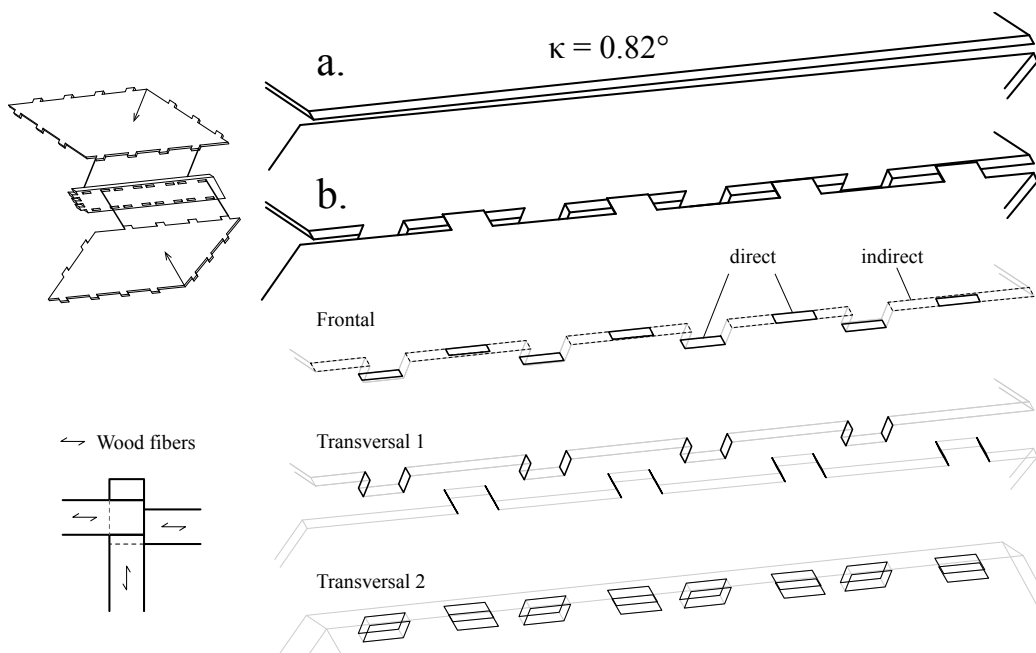 a.
κ = 0.82°
b.
direct
indirect
Frontal
Transversal 1
Wood fibers
Transversal 2